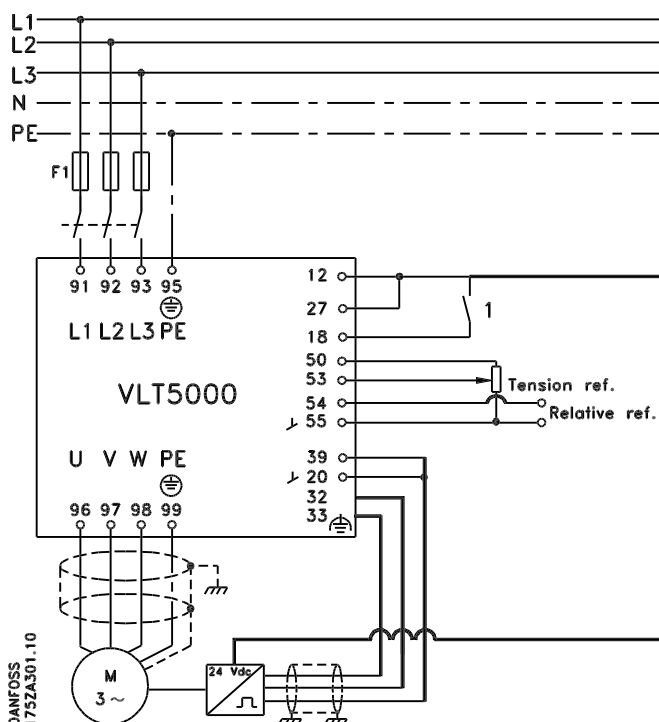 L1
L2
L3
N
PE
F1
91 92 93 95
L1 L2 L3 PE
VLT5000
U V W PE
96 97 98 99
12
27
18
50
53
54
55
39
20
32
33
1
Tension ref.
Relative ref.
M
3 ~
24 Vdc
DANFOSS
175ZA301.10